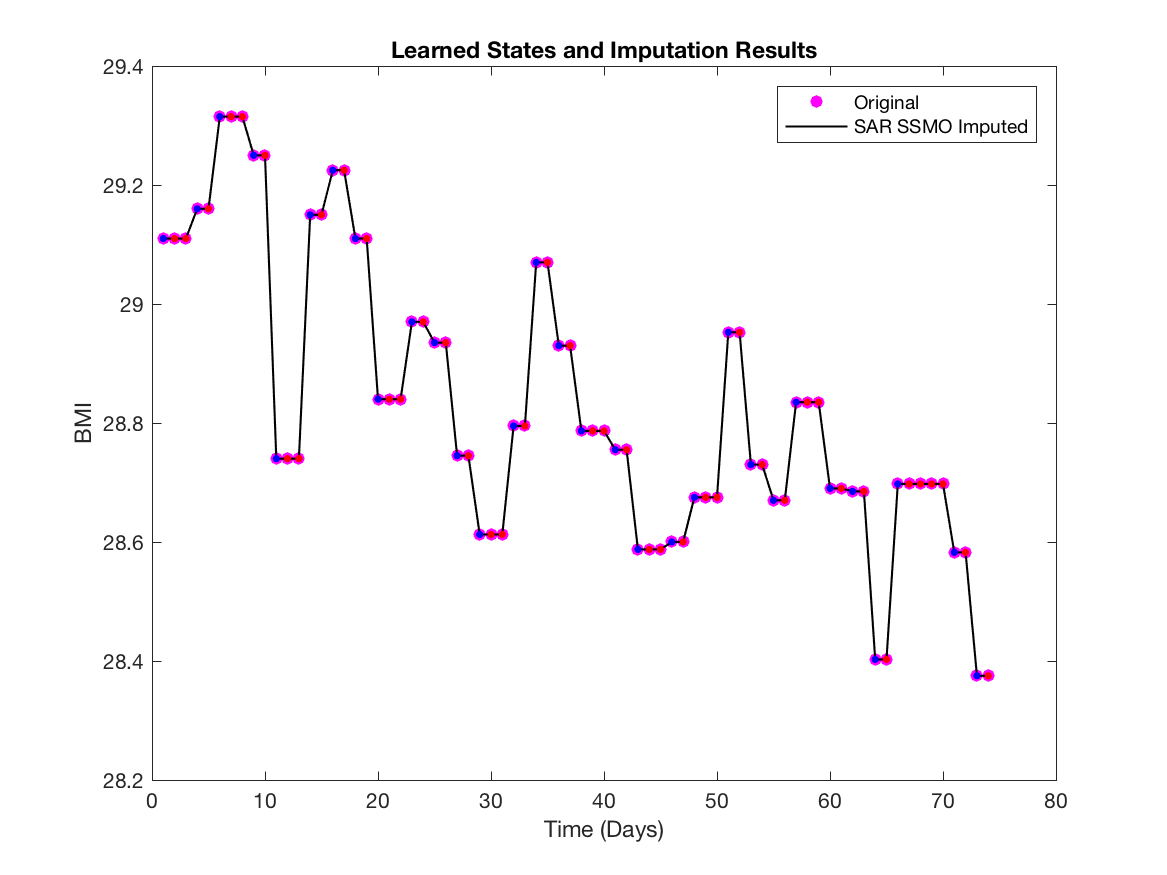 Learned States and Imputation Results
29.4
Original
SAR SSMO Imputed
29.2
29
28.8
BMI
28.6
28.4
28.2
0 10 20 30 40 50 60 70 80
Time (Days)